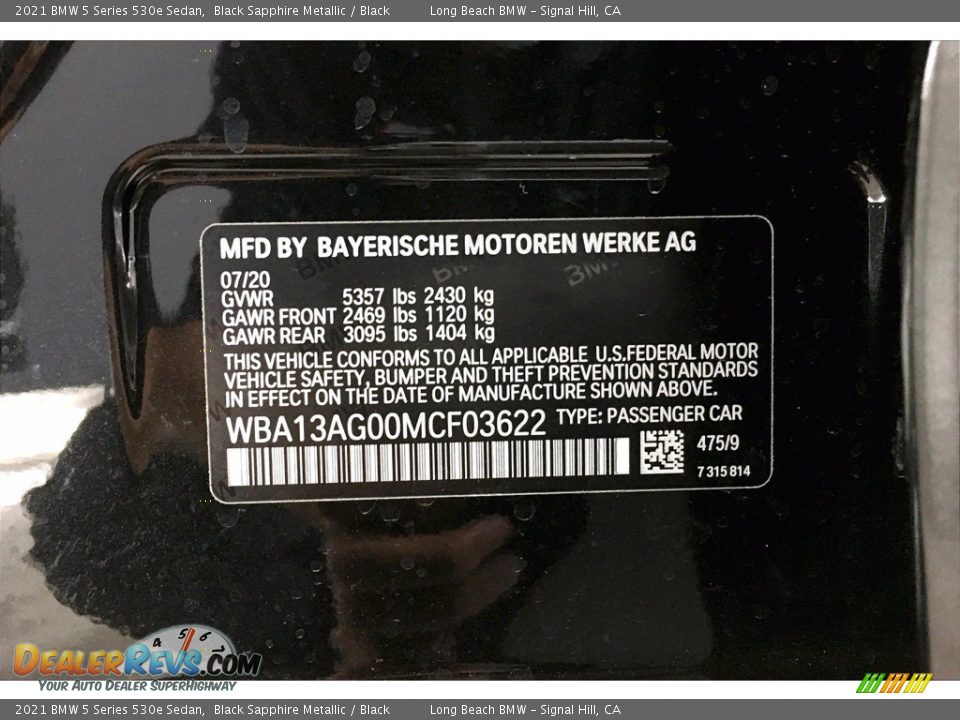 2021 BMW 5 Series 530e Sedan, Black Sapphire Metallic / Black Long Beach BMW - Signal Hill, CA
MFD BY BAYERISCHE MOTOREN WERKE AG
07/20
GVWR 5357 lbs 2430 kg
GAWR FRONT 2469 lbs 1120 kg
GAWR REAR 3095 lbs 1404 kg
THIS VEHICLE CONFORMS TO ALL APPLICABLE U.S.FEDERAL MOTOR
VEHICLE SAFETY, BUMPER AND THEFT PREVENTION STANDARDS
IN EFFECT ON THE DATE OF MANUFACTURE SHOWN ABOVE.
WBA13AG00MCF03622 TYPE: PASSENGER CAR
475/9
7 315 814
4 5 6
DEALERREVS.COM
YOUR AUTO DEALER SUPERHIGHWAY
2021 BMW 5 Series 530e Sedan, Black Sapphire Metallic / Black Long Beach BMW - Signal Hill, CA